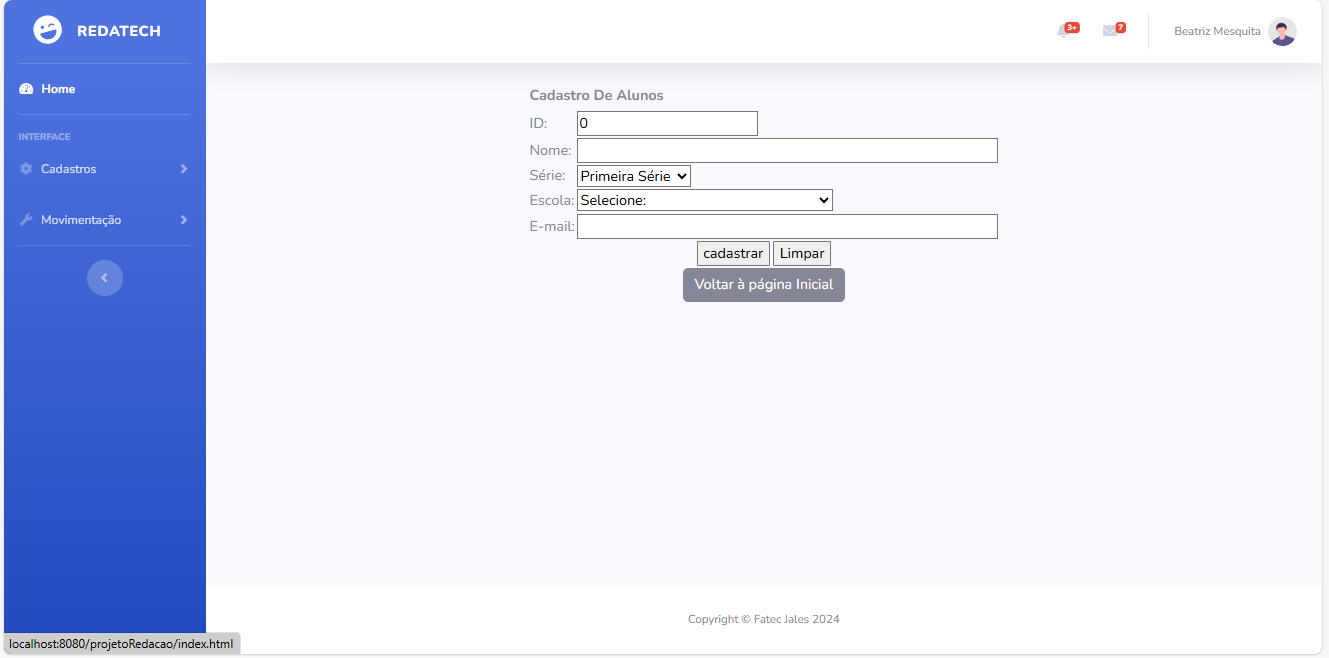 REDATECH
3+
7
Beatriz Mesquita
Home
INTERFACE
Cadastros
Movimentação
Cadastro De Alunos
ID: 0
Nome:
Série: Primeira Série
Escola: Selecione:
E-mail:
cadastrar Limpar
Voltar à página Inicial
Copyright © Fatec Jales 2024
localhost:8080/projetoRedacao/index.html